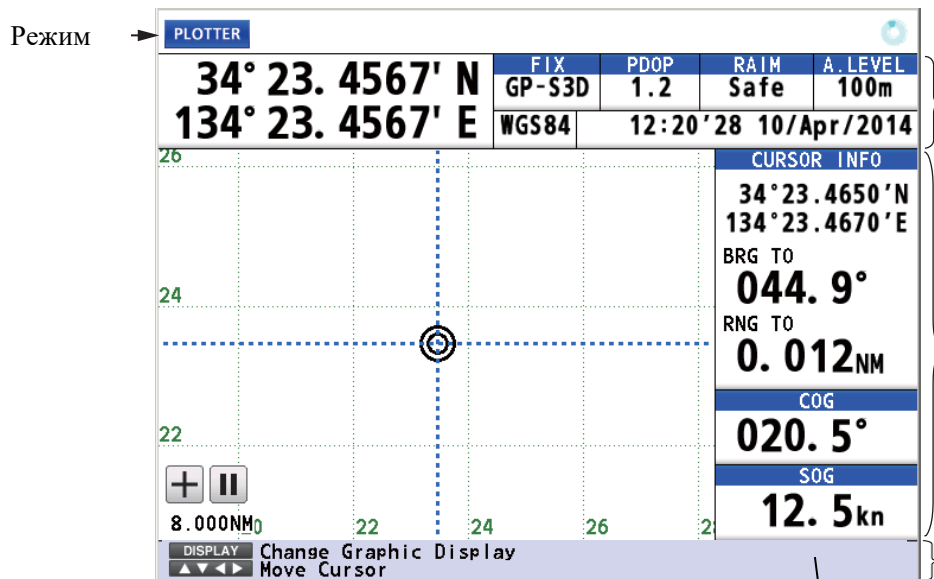 Режим
PLOTTER
34° 23. 4567' N
134° 23. 4567' E
FIX PDOP RAIM A.LEVEL
GP-S3D 1.2 Safe 100m
WGS84 12:20'28 10/Apr/2014
26
24
22
CURSOR INFO
34°23.4650'N
134°23.4670'E
BRG TO
044. 9°
RNG TO
0. 012NM
COG
020. 5°
SOG
12. 5kn
8.000NM 20 22 24 26 28
DISPLAY Change Graphic Display
Move Cursor